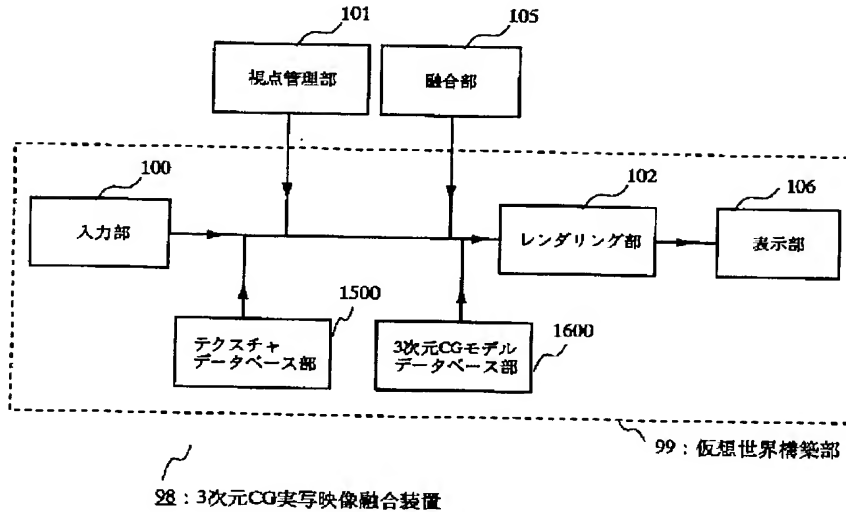 101
105
視点管理部
融合部
100
102
106
入力部
レンダリング部
表示部
1500
1600
テクスチャ
データベース部
3次元CGモデル
データベース部
99:仮想世界構築部
98:3次元CG実写映像融合装置